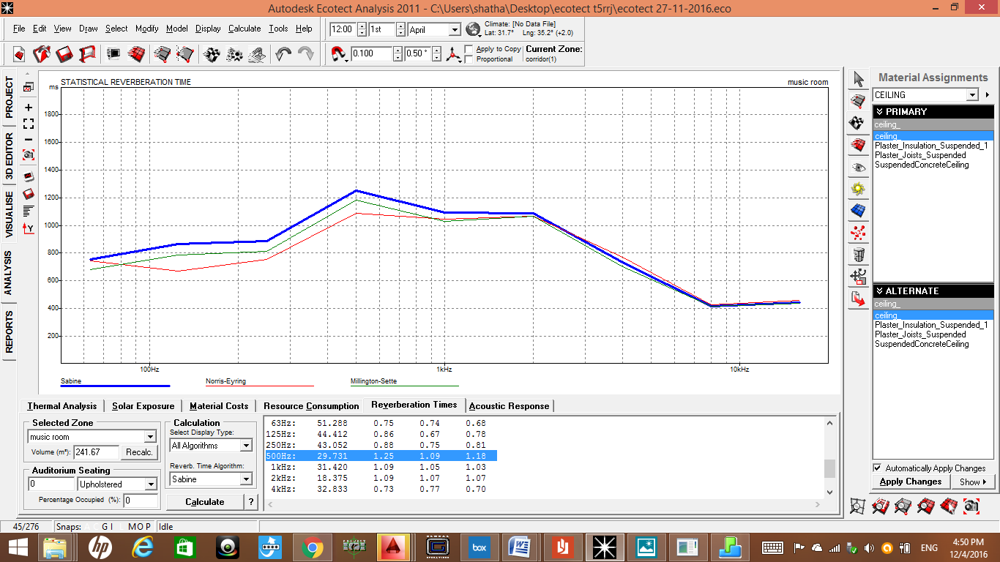 Autodesk Ecotect Analysis 2011 - C:\Users\shatha\Desktop\ecotect t5rrj\ecotect 27-11-2016.eco
File Edit View Draw Select Modify Model Display Calculate Tools Help
12:00 1st April
Climate: [No Data File]
Lat: 31.7° Lng: 35.2° (+2.0)
0.100 0.50 °
Apply to Copy
Proportional
Current Zone:
corridor(1)
PROJECT
3D EDITOR
VISUALISE
ANALYSIS
REPORTS
STATISTICAL REVERBERATION TIME music room
ms
1800
1600
1400
1200
1000
800
600
400
200
100Hz 1kHz 10kHz
Sabine Norris-Eyring Millington-Sette
Thermal Analysis Solar Exposure Material Costs Resource Consumption Reverberation Times Acoustic Response
Selected Zone
music room
Volume (m³): 241.67 Recalc.
Auditorium Seating
0 Upholstered
Percentage Occupied (%): 0
Calculation
Select Display Type:
All Algorithms
Reverb. Time Algorithm:
Sabine
Calculate ?
63Hz: 51.288 0.75 0.74 0.68
125Hz: 44.412 0.86 0.67 0.78
250Hz: 43.052 0.88 0.75 0.81
500Hz: 29.731 1.25 1.09 1.18
1kHz: 31.420 1.09 1.05 1.03
2kHz: 18.375 1.09 1.07 1.07
4kHz: 32.833 0.73 0.77 0.70
Material Assignments
CEILING
PRIMARY
ceiling_
ceiling_
Plaster_Insulation_Suspended_1
Plaster_Joists_Suspended
SuspendedConcreteCeiling
ALTERNATE
ceiling_
ceiling_
Plaster_Insulation_Suspended_1
Plaster_Joists_Suspended
SuspendedConcreteCeiling
Automatically Apply Changes
Apply Changes Show
45/276 Snaps: A C G I L M O P Idle
hp
box
ENG
4:50 PM
12/4/2016